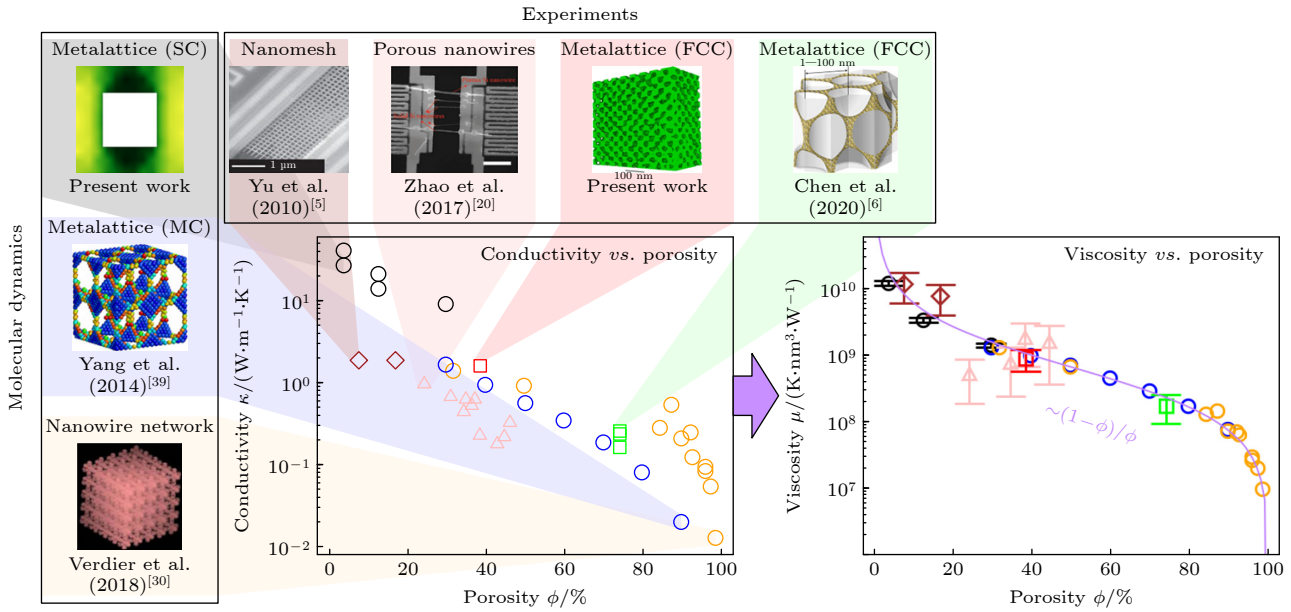 Experiments
Metalattice (SC)
Present work
Nanomesh
1 μm
Yu et al.
(2010)[5]
Porous nanowires
Zhao et al.
(2017)[20]
Metalattice (FCC)
100 nm
Present work
Metalattice (FCC)
1—100 nm
Chen et al.
(2020)[6]
Molecular dynamics
Metalattice (MC)
Yang et al.
(2014)[39]
Nanowire network
Verdier et al.
(2018)[30]
Conductivity vs. porosity
Conductivity κ/(W·m−1·K−1)
10^1
10^0
10^−1
10^−2
0 20 40 60 80 100
Porosity ϕ/%
Viscosity vs. porosity
Viscosity μ/(K·nm3·W−1)
10^10
10^9
10^8
10^7
~(1−ϕ)/ϕ
0 20 40 60 80 100
Porosity ϕ/%